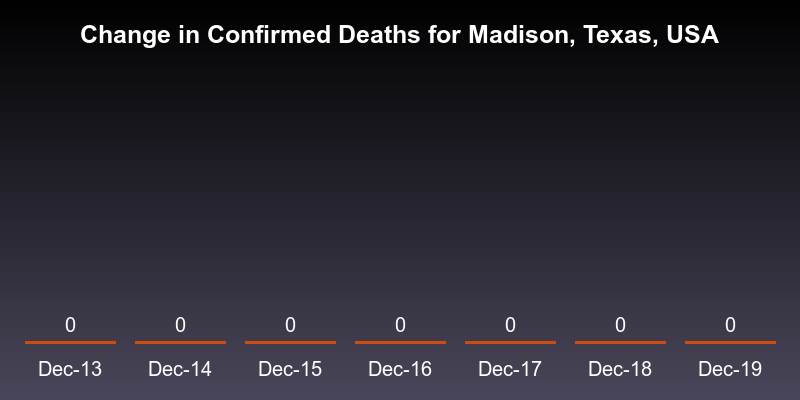 Change in Confirmed Deaths for Madison, Texas, USA
0 0 0 0 0 0 0
Dec-13 Dec-14 Dec-15 Dec-16 Dec-17 Dec-18 Dec-19